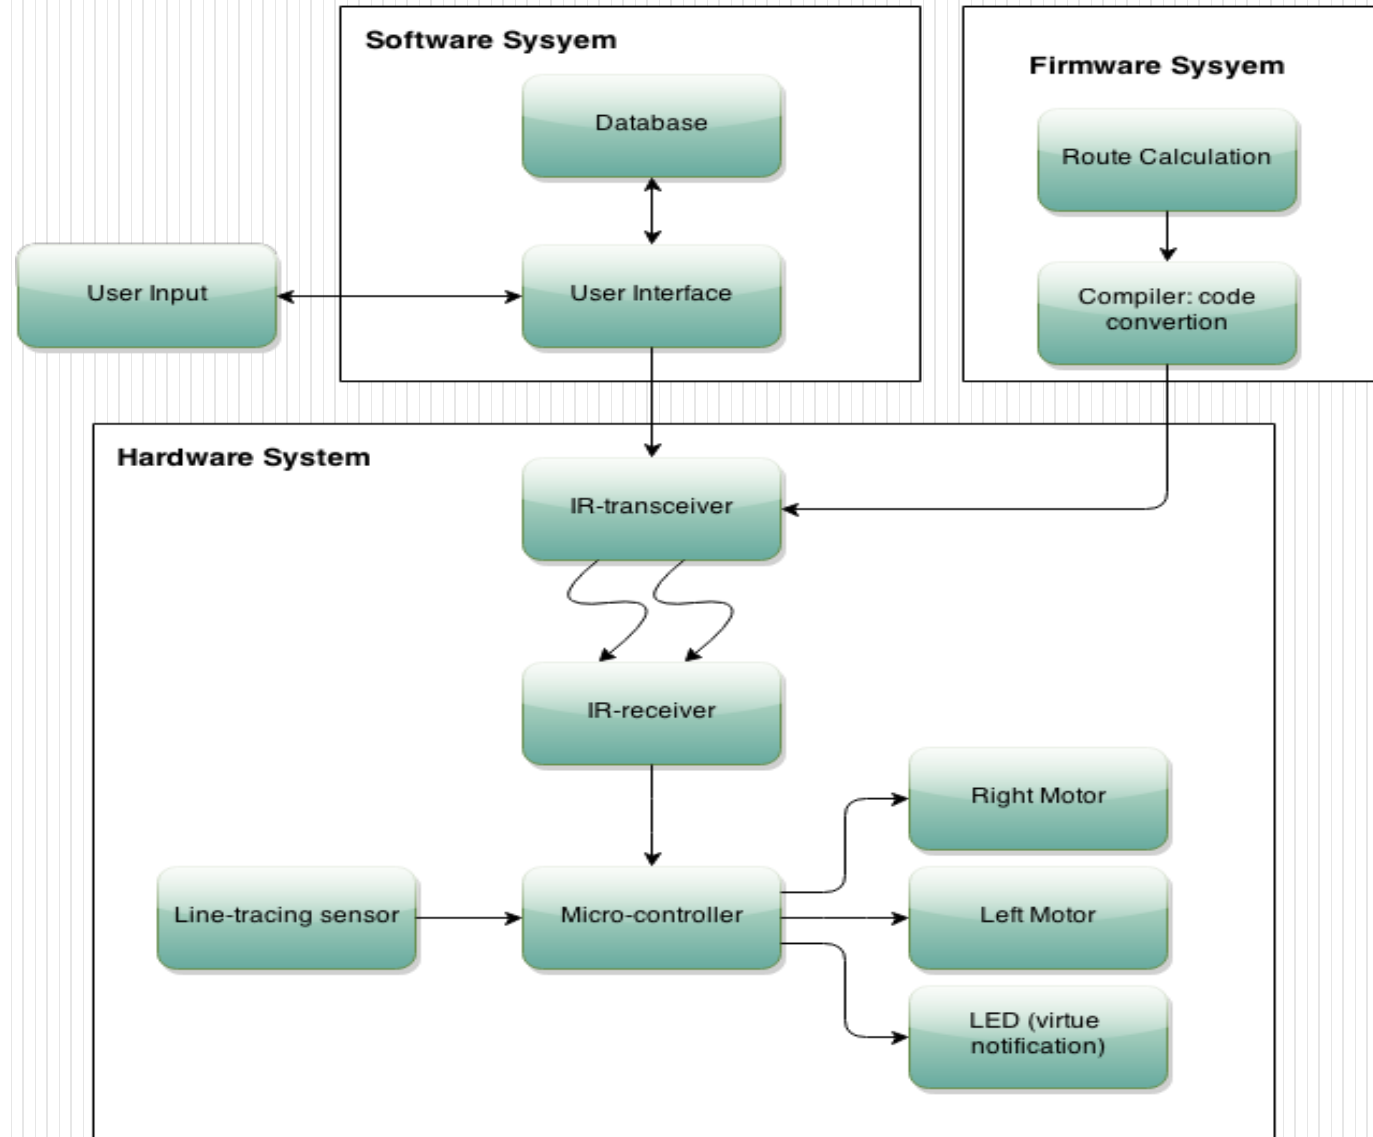 Software Sysyem
Database
User Interface
User Input
Firmware Sysyem
Route Calculation
Compiler: code
convertion
Hardware System
IR-transceiver
IR-receiver
Line-tracing sensor
Micro-controller
Right Motor
Left Motor
LED (virtue
notification)